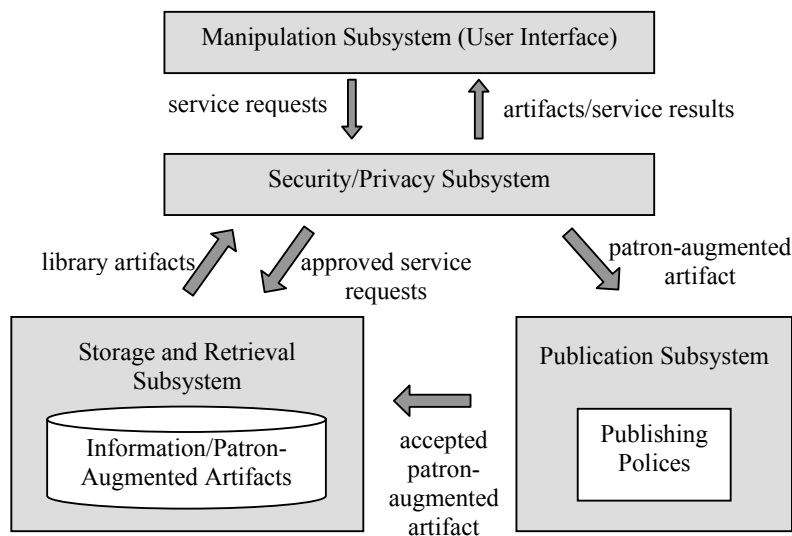 Manipulation Subsystem (User Interface)
service requests
artifacts/service results
Security/Privacy Subsystem
library artifacts
approved service
requests
patron-augmented
artifact
Storage and Retrieval
Subsystem
Information/Patron-
Augmented Artifacts
accepted
patron-
augmented
artifact
Publication Subsystem
Publishing
Polices